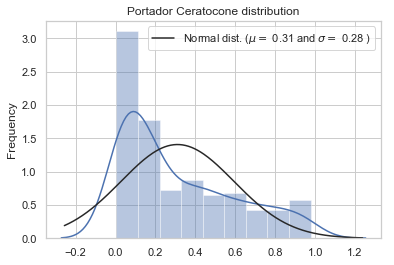 Portador Ceratocone distribution
Normal dist. (μ = 0.31 and σ = 0.28 )
Frequency
3.0
2.5
2.0
1.5
1.0
0.5
0.0
−0.2 0.0 0.2 0.4 0.6 0.8 1.0 1.2